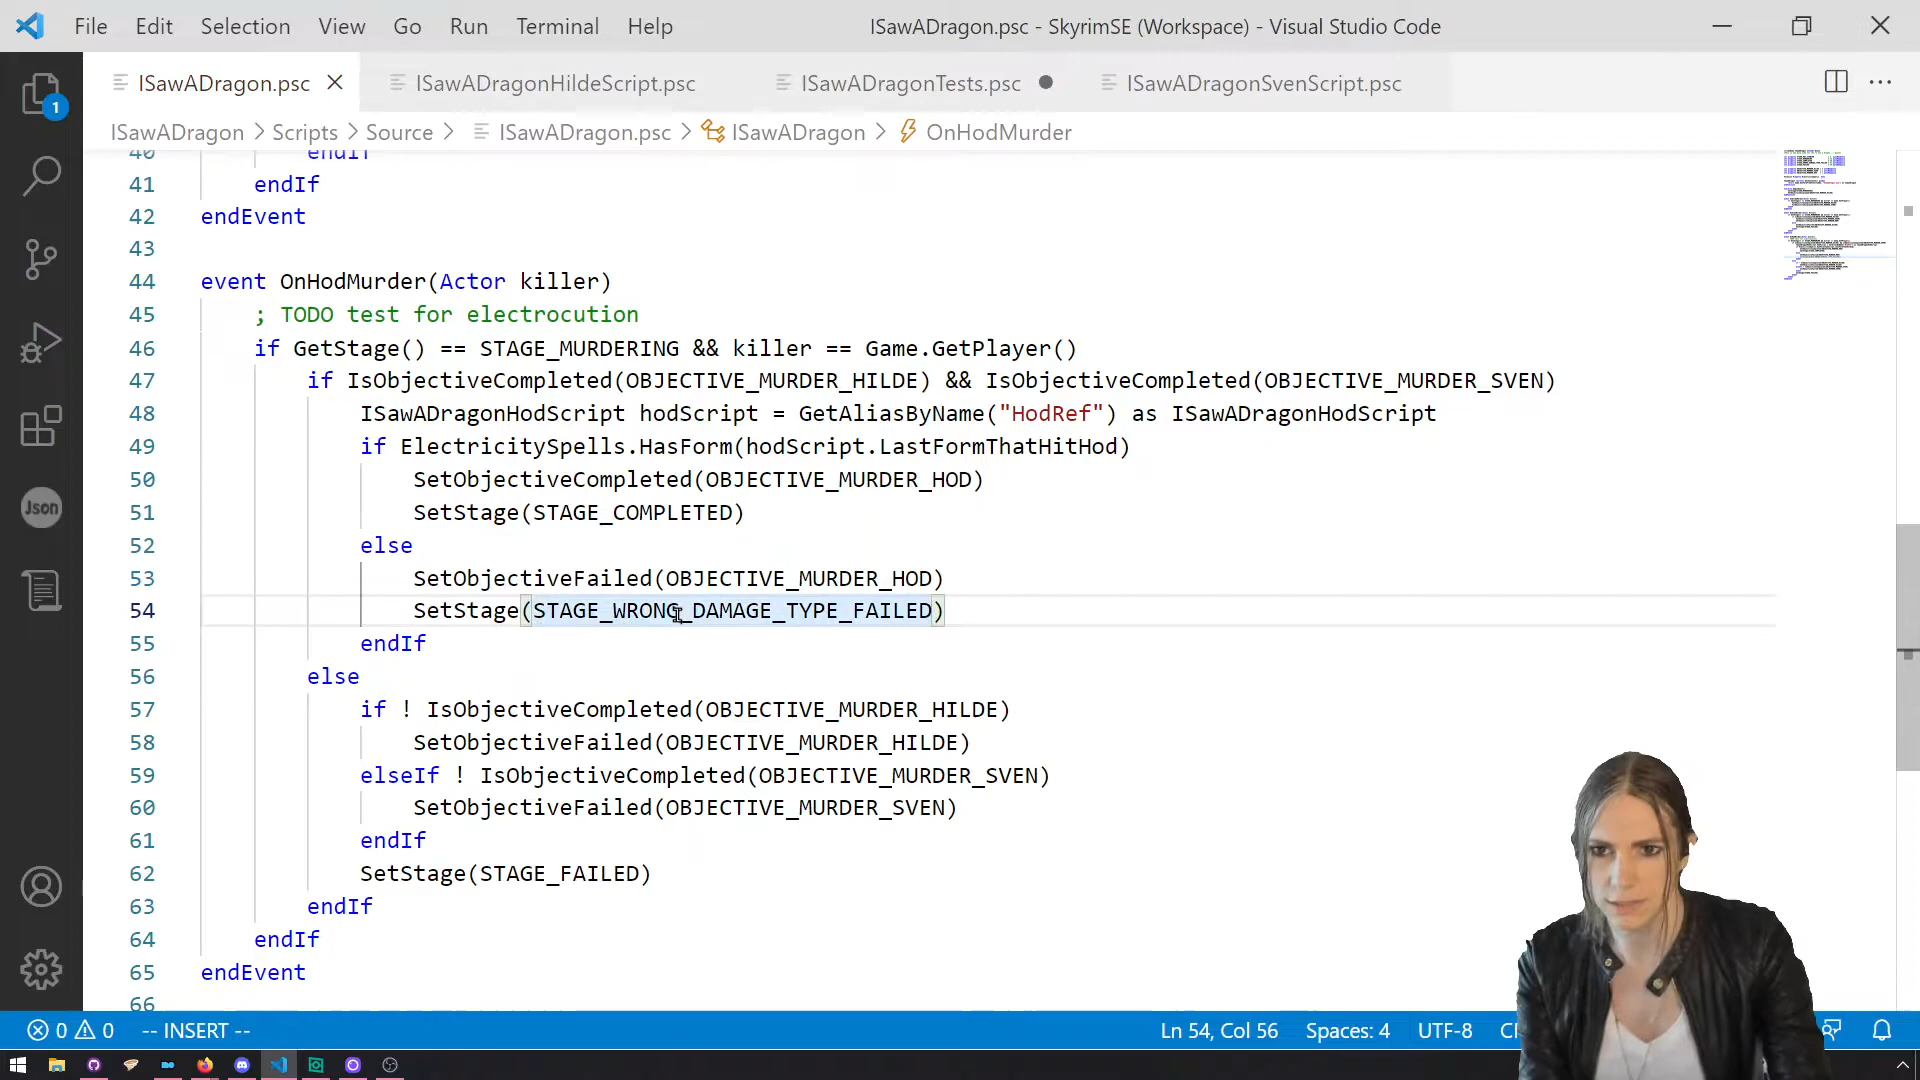 File Edit Selection View Go Run Terminal Help ISawADragon.psc - SkyrimSE (Workspace) - Visual Studio Code
ISawADragon.psc ISawADragonHildeScript.psc ISawADragonTests.psc ISawADragonSvenScript.psc
ISawADragon > Scripts > Source > ISawADragon.psc > ISawADragon > OnHodMurder
40 endIf
41 endIf
42 endEvent
43
44 event OnHodMurder(Actor killer)
45 ; TODO test for electrocution
46 if GetStage() == STAGE_MURDERING && killer == Game.GetPlayer()
47 if IsObjectiveCompleted(OBJECTIVE_MURDER_HILDE) && IsObjectiveCompleted(OBJECTIVE_MURDER_SVEN)
48 ISawADragonHodScript hodScript = GetAliasByName("HodRef") as ISawADragonHodScript
49 if ElectricitySpells.HasForm(hodScript.LastFormThatHitHod)
50 SetObjectiveCompleted(OBJECTIVE_MURDER_HOD)
51 SetStage(STAGE_COMPLETED)
52 else
53 SetObjectiveFailed(OBJECTIVE_MURDER_HOD)
54 SetStage(STAGE_WRONG_DAMAGE_TYPE_FAILED)
55 endIf
56 else
57 if ! IsObjectiveCompleted(OBJECTIVE_MURDER_HILDE)
58 SetObjectiveFailed(OBJECTIVE_MURDER_HILDE)
59 elseIf ! IsObjectiveCompleted(OBJECTIVE_MURDER_SVEN)
60 SetObjectiveFailed(OBJECTIVE_MURDER_SVEN)
61 endIf
62 SetStage(STAGE_FAILED)
63 endIf
64 endIf
65 endEvent
66
1
Json
0 0 -- INSERT -- Ln 54, Col 56 Spaces: 4 UTF-8